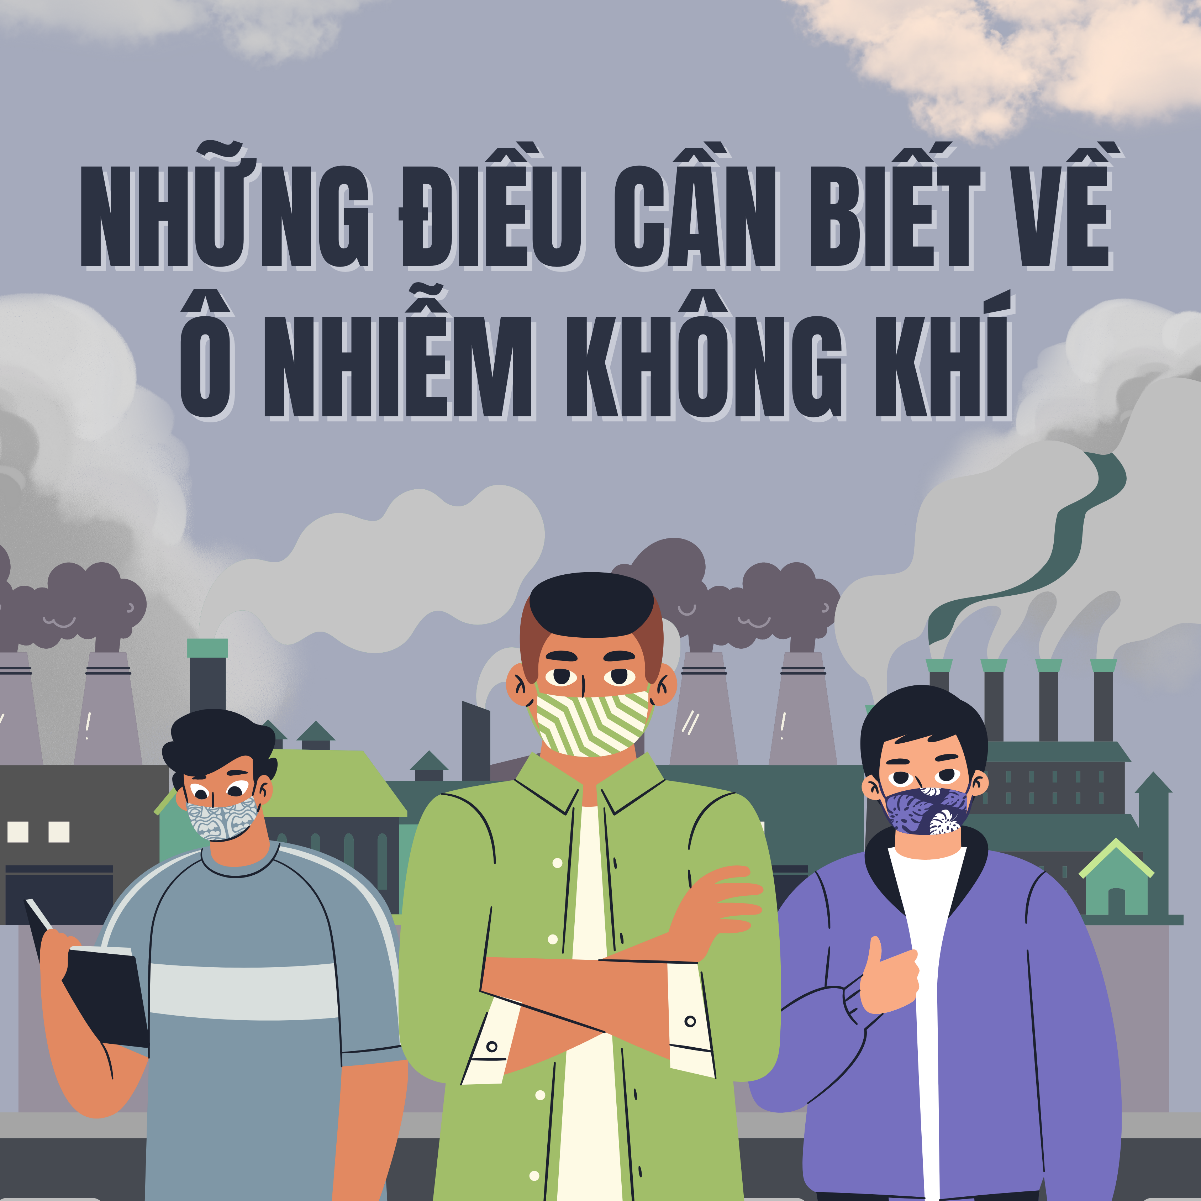 NHỮNG ĐIỀU CẦN BIẾT VỀ
Ô NHIỄM KHÔNG KHÍ